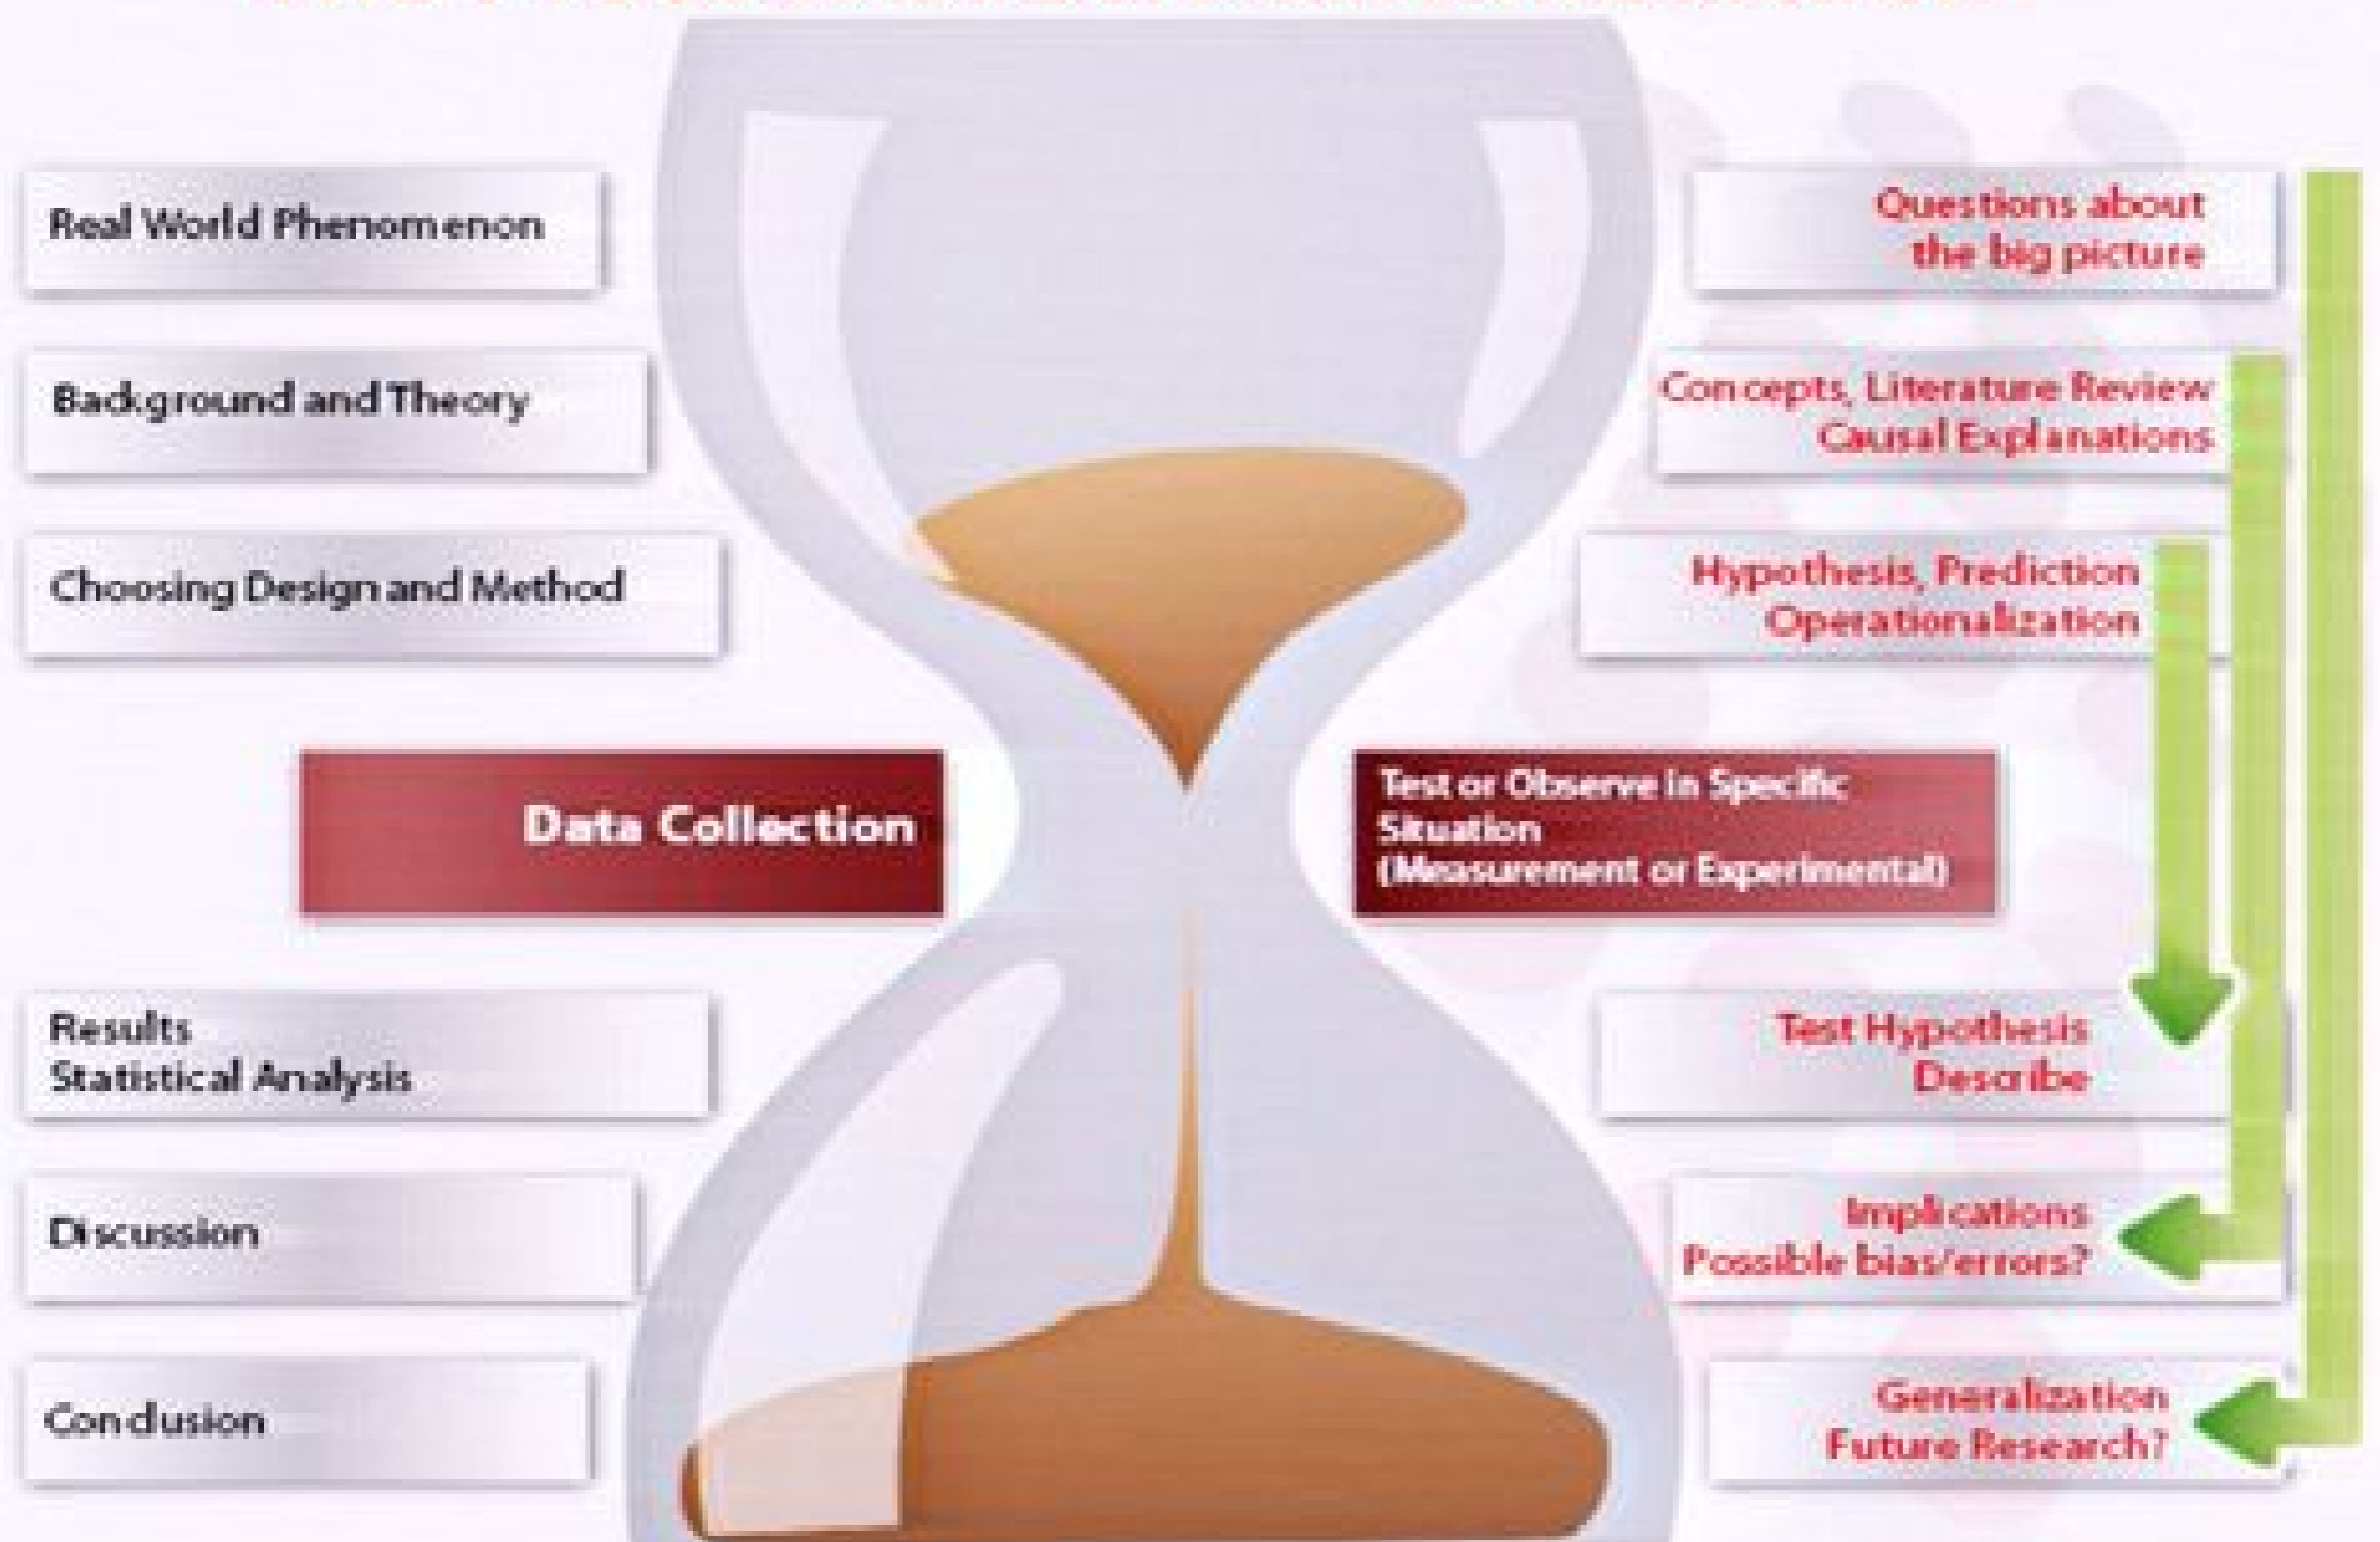 Real World Phenomenon
Questions about
the big picture
Background and Theory
Concepts, Literature Review
Causal Explanations
Choosing Design and Method
Hypothesis, Prediction
Operationalization
Data Collection
Test or Observe in Specific
Situation
(Measurement or Experimental)
Results
Statistical Analysis
Test Hypothesis
Describe
Discussion
Implications
Possible bias/errors?
Conclusion
Generalization
Future Research?